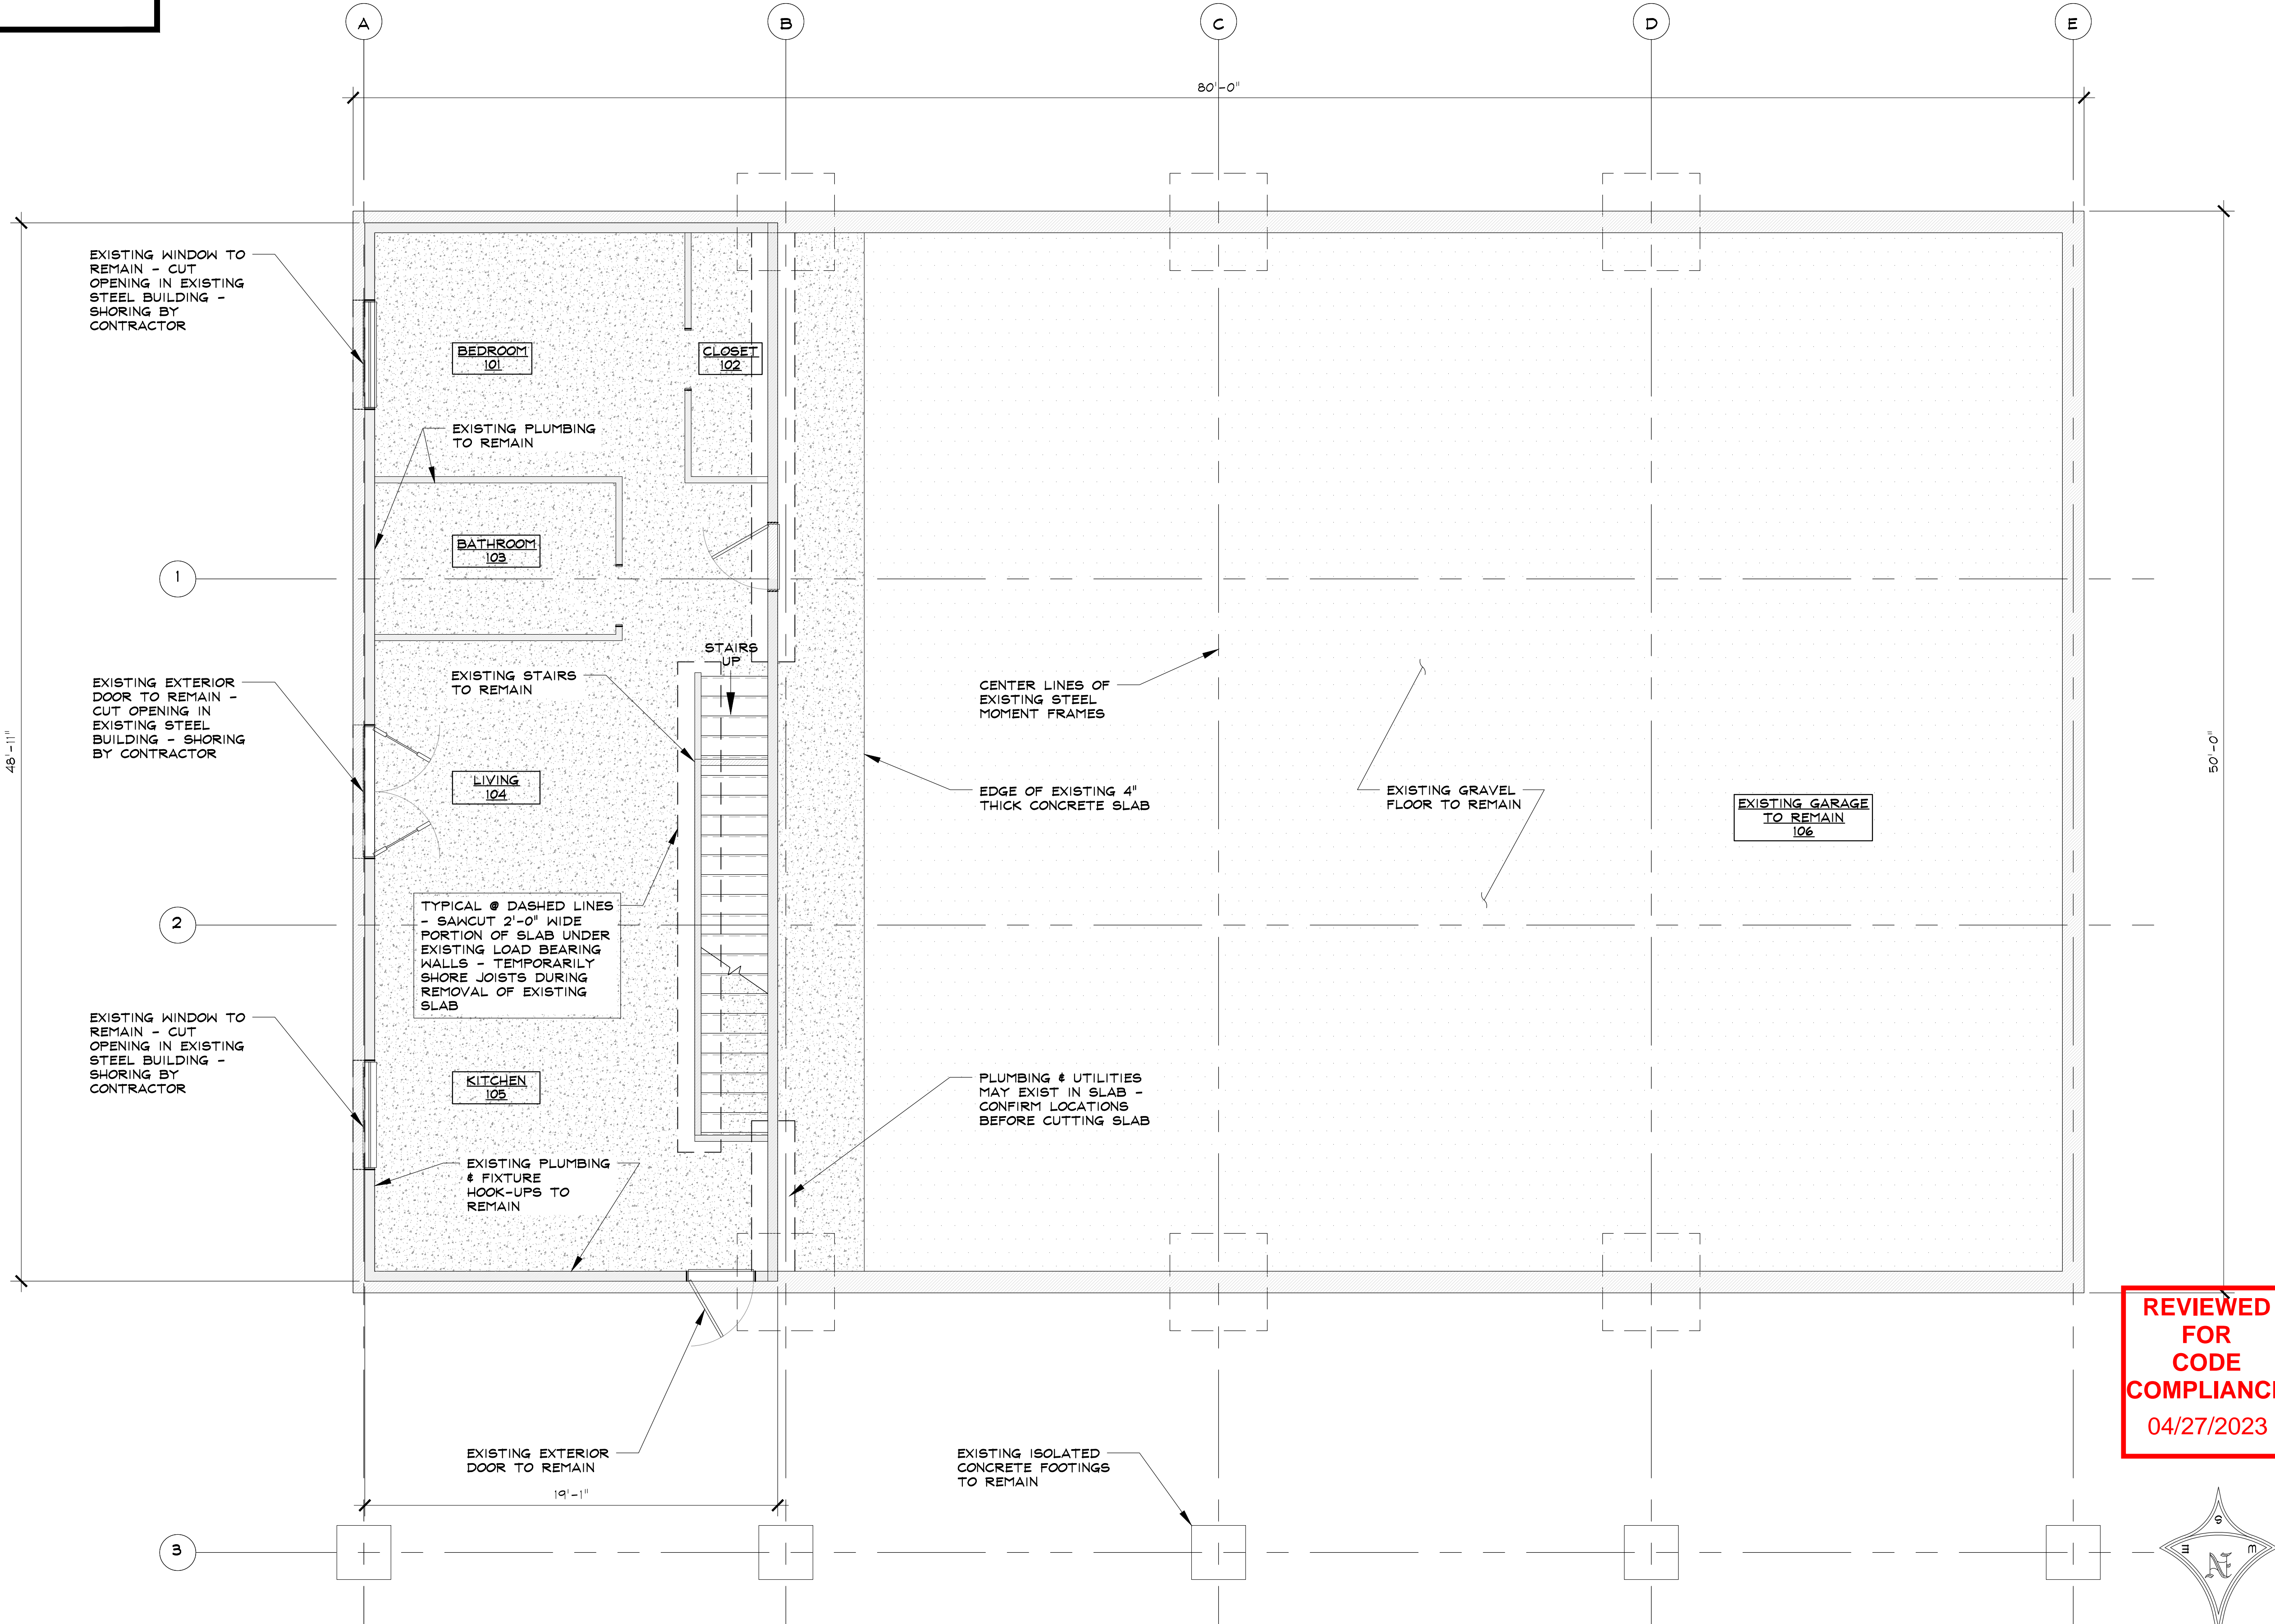 A
B
C
D
E
80'-0"
EXISTING WINDOW TO
REMAIN - CUT
OPENING IN EXISTING
STEEL BUILDING -
SHORING BY
CONTRACTOR
BEDROOM
101
CLOSET
102
EXISTING PLUMBING
TO REMAIN
BATHROOM
103
1
STAIRS
UP
EXISTING STAIRS
TO REMAIN
EXISTING EXTERIOR
DOOR TO REMAIN -
CUT OPENING IN
EXISTING STEEL
BUILDING - SHORING
BY CONTRACTOR
CENTER LINES OF
EXISTING STEEL
MOMENT FRAMES
48'-11"
50'-0"
LIVING
104
EDGE OF EXISTING 4"
THICK CONCRETE SLAB
EXISTING GRAVEL
FLOOR TO REMAIN
EXISTING GARAGE
TO REMAIN
106
2
TYPICAL @ DASHED LINES
- SAWCUT 2'-0" WIDE
PORTION OF SLAB UNDER
EXISTING LOAD BEARING
WALLS - TEMPORARILY
SHORE JOISTS DURING
REMOVAL OF EXISTING
SLAB
EXISTING WINDOW TO
REMAIN - CUT
OPENING IN EXISTING
STEEL BUILDING -
SHORING BY
CONTRACTOR
KITCHEN
105
PLUMBING & UTILITIES
MAY EXIST IN SLAB -
CONFIRM LOCATIONS
BEFORE CUTTING SLAB
EXISTING PLUMBING
& FIXTURE
HOOK-UPS TO
REMAIN
REVIEWED
FOR
CODE
COMPLIANCE
04/27/2023
EXISTING EXTERIOR
DOOR TO REMAIN
EXISTING ISOLATED
CONCRETE FOOTINGS
TO REMAIN
19'-1"
3
S
E
W
N